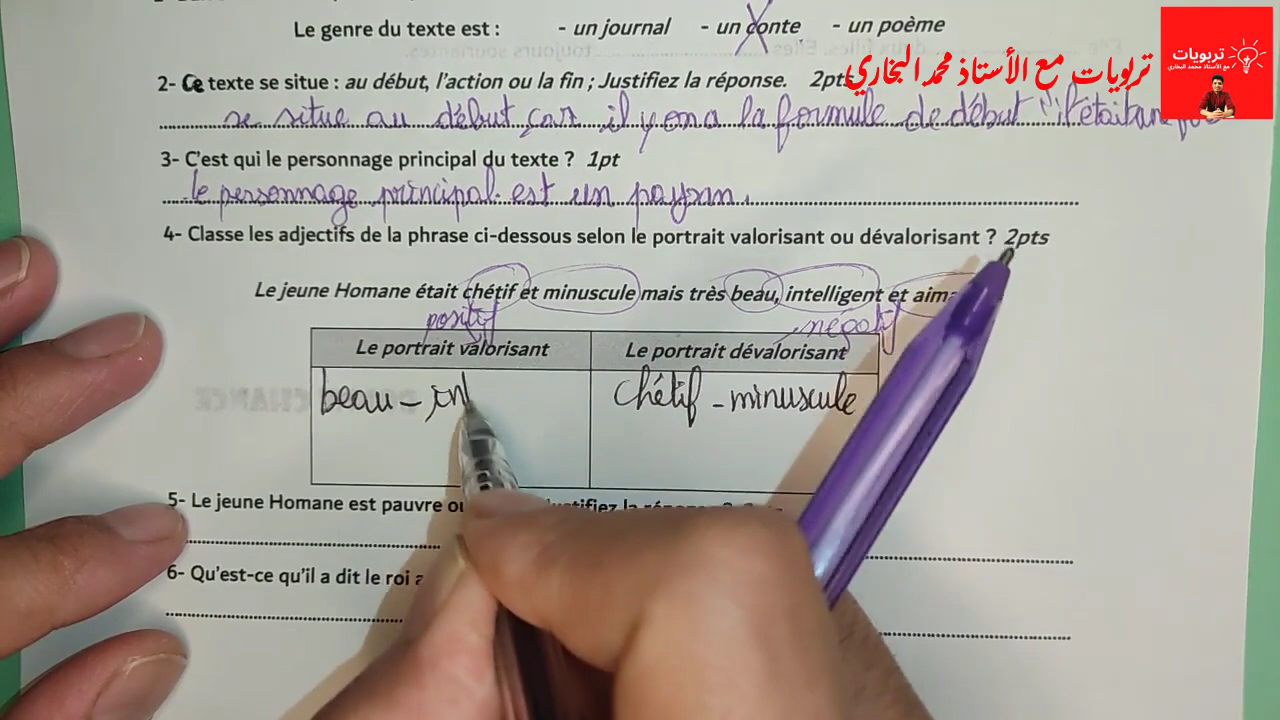 Le genre du texte est : - un journal - un conte - un poème
تربويات
مع الأستاذ محمد البخاري
تربويات مع الأستاذ محمد البخاري
2- Ce texte se situe : au début, l'action ou la fin ; Justifiez la réponse. 2pts
se situe au début car il y on a la formule de début "il était un
3- C'est qui le personnage principal du texte ? 1pt
le personnage principal est un paysan.
4- Classe les adjectifs de la phrase ci-dessous selon le portrait valorisant ou dévalorisant ? 2pts
Le jeune Homane était chétif et minuscule mais très beau, intelligent et aima
positif négatif
Le portrait valorisant Le portrait dévalorisant
beau - in chétif - minuscule
5- Le jeune Homane est pauvre ou
6- Qu'est-ce qu'il a dit le roi